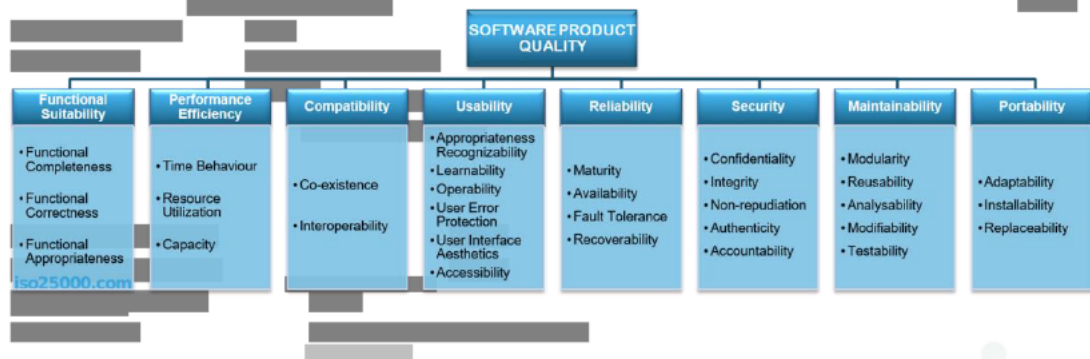 SOFTWARE PRODUCT
QUALITY
Functional
Suitability
• Functional
Completeness
• Functional
Correctness
• Functional
Appropriateness
iso25000.com
Performance
Efficiency
• Time Behaviour
• Resource
Utilization
• Capacity
Compatibility
• Co-existence
• Interoperability
Usability
• Appropriateness
Recognizability
• Learnability
• Operability
• User Error
Protection
• User Interface
Aesthetics
• Accessibility
Reliability
• Maturity
• Availability
• Fault Tolerance
• Recoverability
Security
• Confidentiality
• Integrity
• Non-repudiation
• Authenticity
• Accountability
Maintainability
• Modularity
• Reusability
• Analysability
• Modifiability
• Testability
Portability
• Adaptability
• Installability
• Replaceability